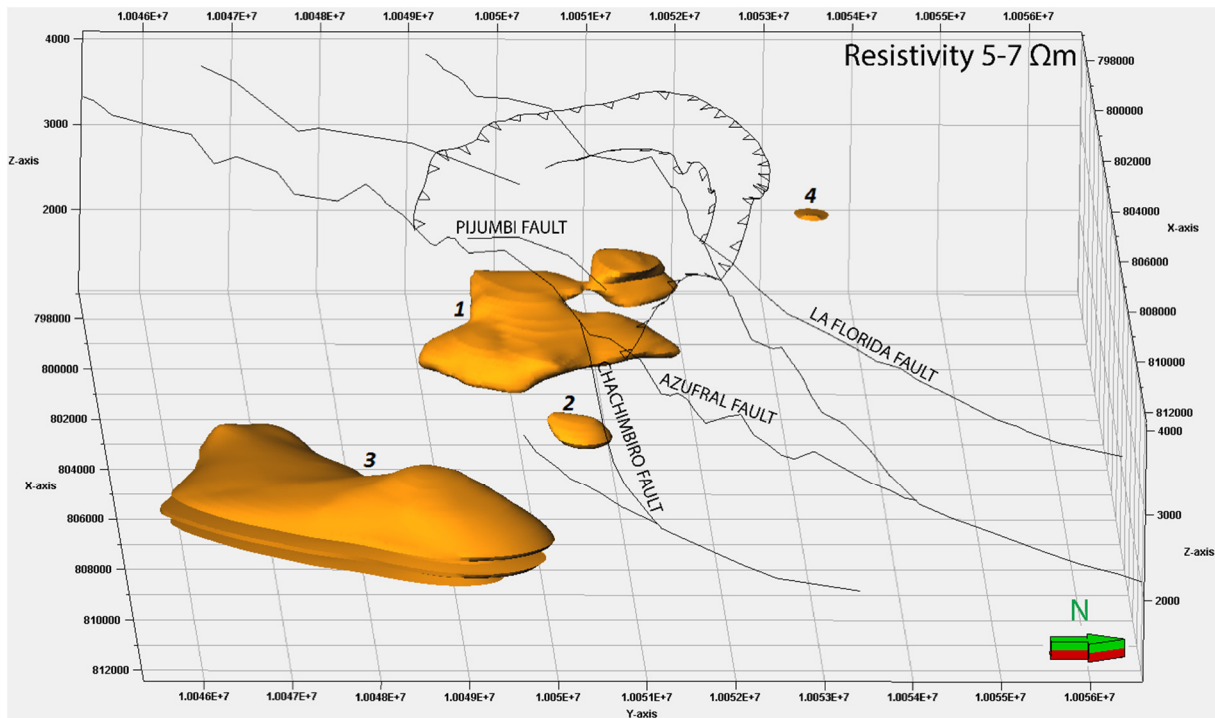 1.0046E+7 1.0047E+7 1.0048E+7 1.0049E+7 1.005E+7 1.0051E+7 1.0052E+7 1.0053E+7 1.0054E+7 1.0055E+7 1.0056E+7
Resistivity 5-7 Ωm
4000
3000
Z-axis
2000
798000
800000
802000
804000
X-axis
806000
808000
810000
812000
4
PIJUMBI FAULT
1
LA FLORIDA FAULT
AZUFRAL FAULT
CHACHIMBIRO FAULT
2
3
798000
800000
802000
804000
X-axis
806000
808000
810000
812000
4000
3000
Z-axis
2000
N
1.0046E+7 1.0047E+7 1.0048E+7 1.0049E+7 1.005E+7 1.0051E+7 1.0052E+7 1.0053E+7 1.0054E+7 1.0055E+7 1.0056E+7
Y-axis